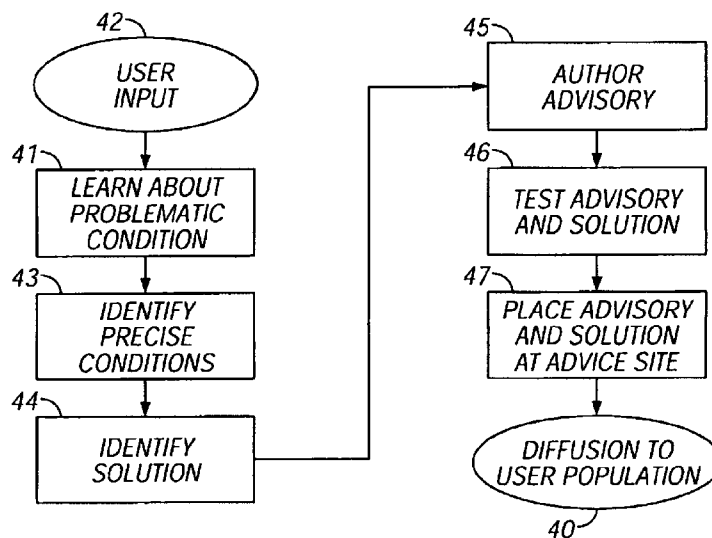 42
USER
INPUT
41
LEARN ABOUT
PROBLEMATIC
CONDITION
43
IDENTIFY
PRECISE
CONDITIONS
44
IDENTIFY
SOLUTION
45
AUTHOR
ADVISORY
46
TEST ADVISORY
AND SOLUTION
47
PLACE ADVISORY
AND SOLUTION
AT ADVICE SITE
DIFFUSION TO
USER POPULATION
40